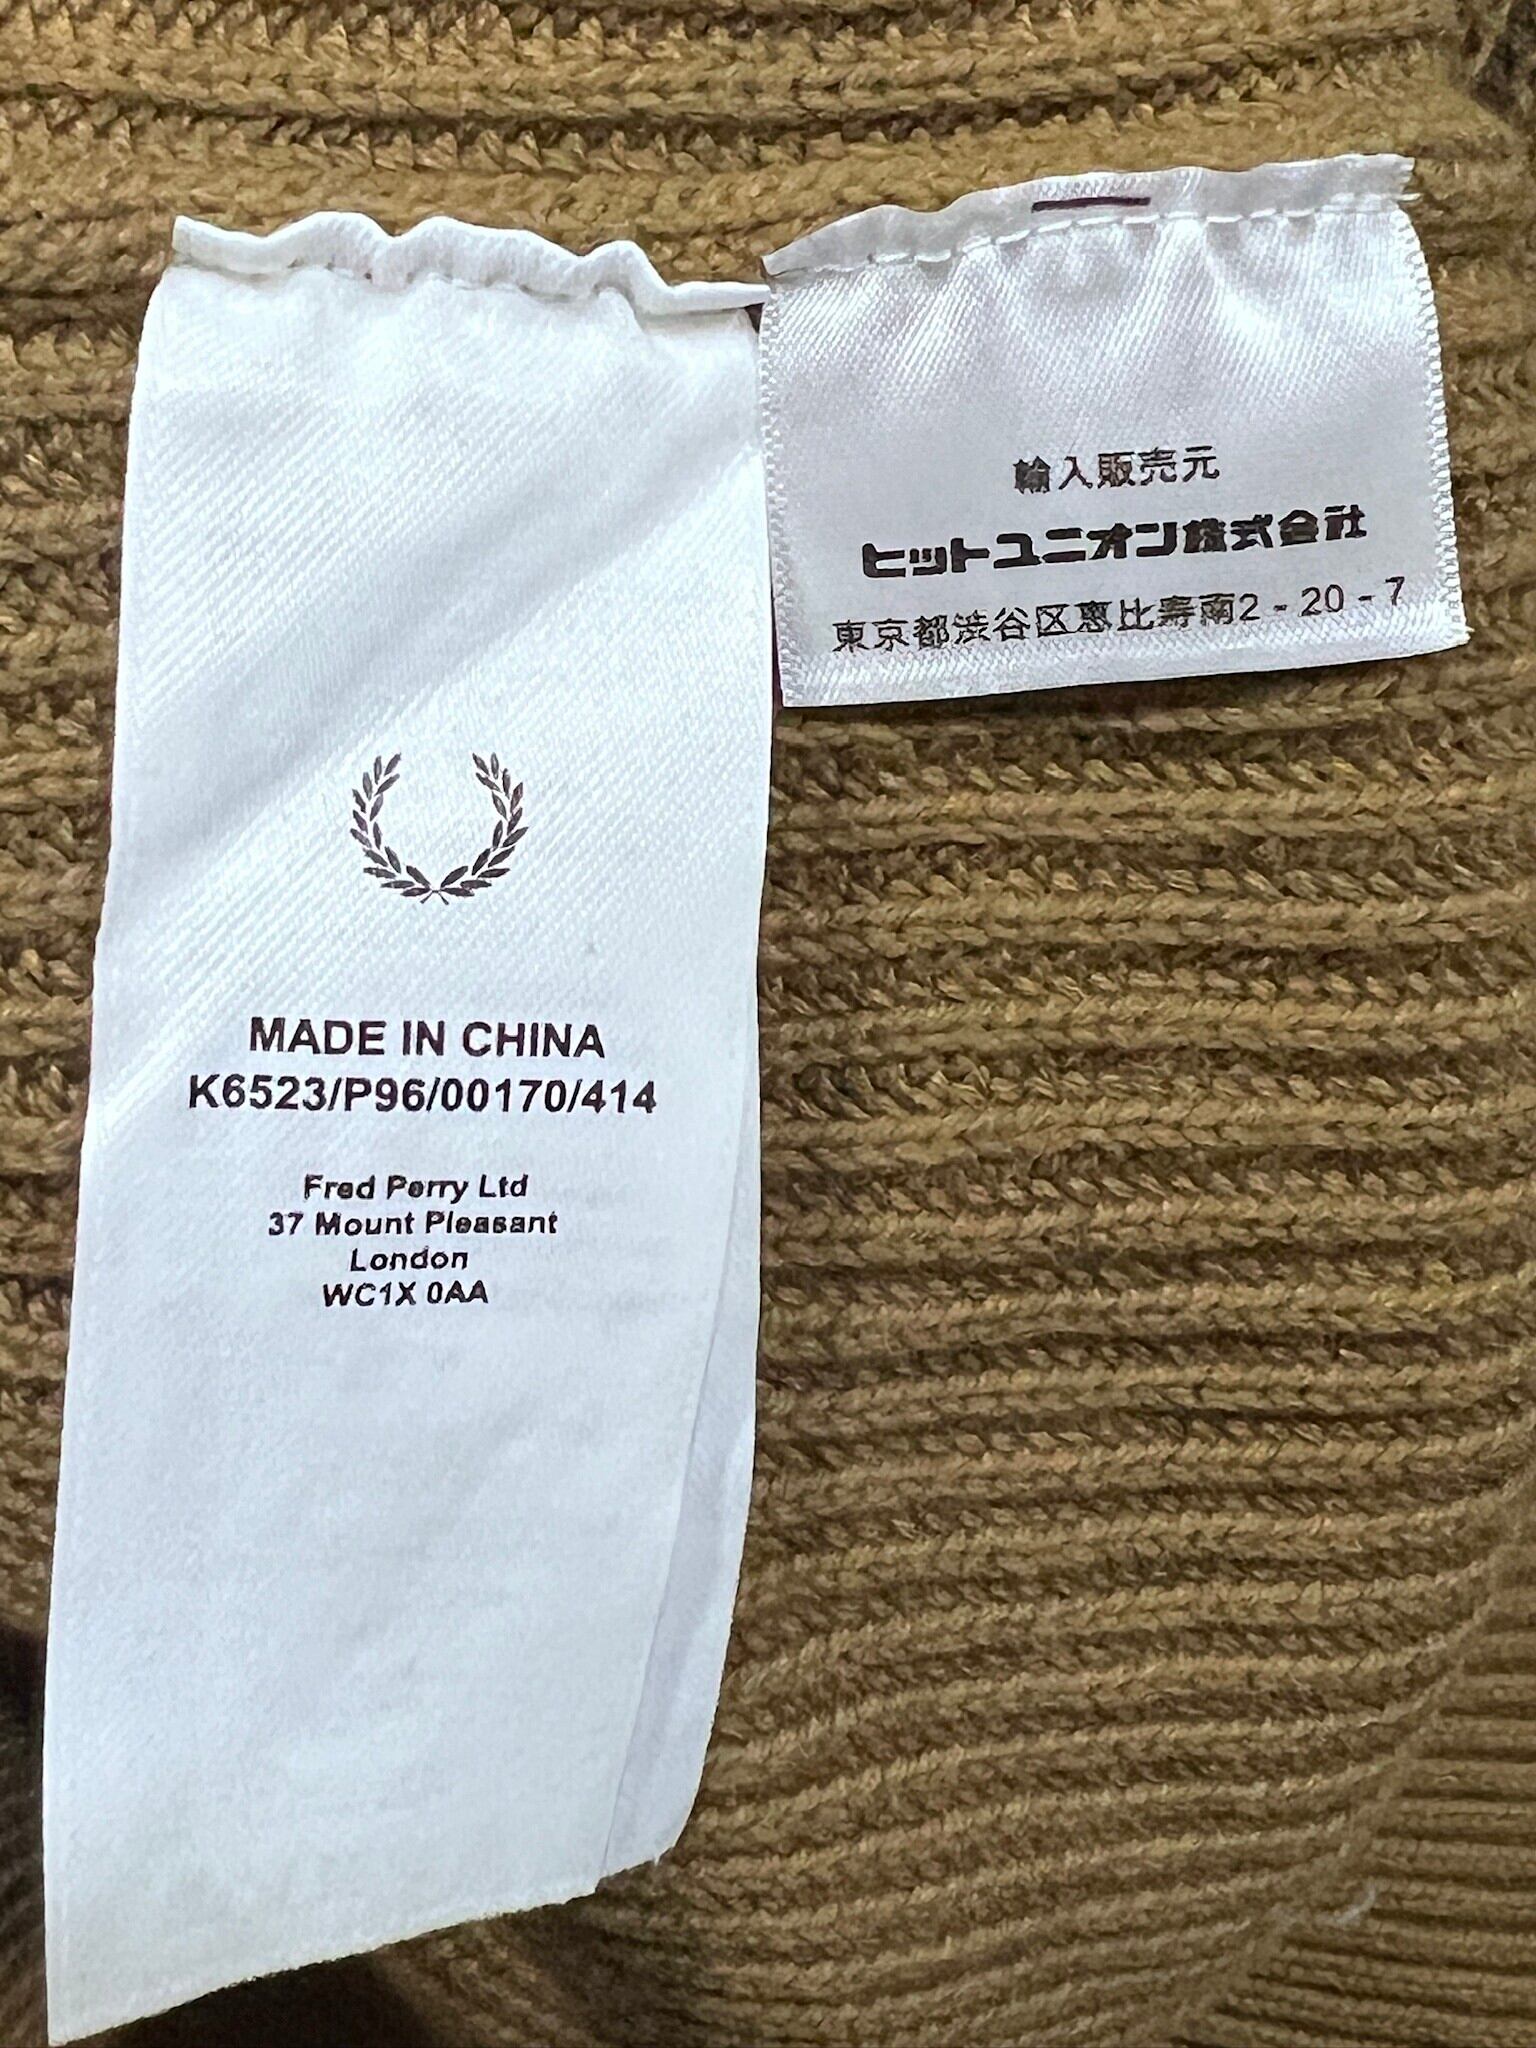 MADE IN CHINA
K6523/P96/00170/414
Fred Perry Ltd
37 Mount Pleasant
London
WC1X 0AA
輸入販売元
ヒットユニオン株式会社
東京都渋谷区恵比寿南2-20-7